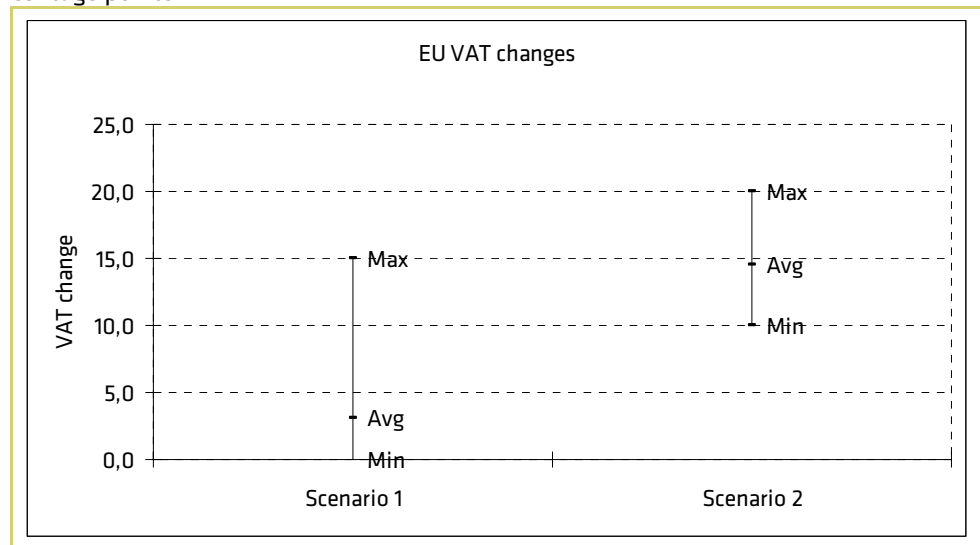 EU VAT changes
25,0
20,0
15,0
10,0
5,0
0,0
VAT change
Max
Avg
Min
Max
Avg
Min
Scenario 1
Scenario 2